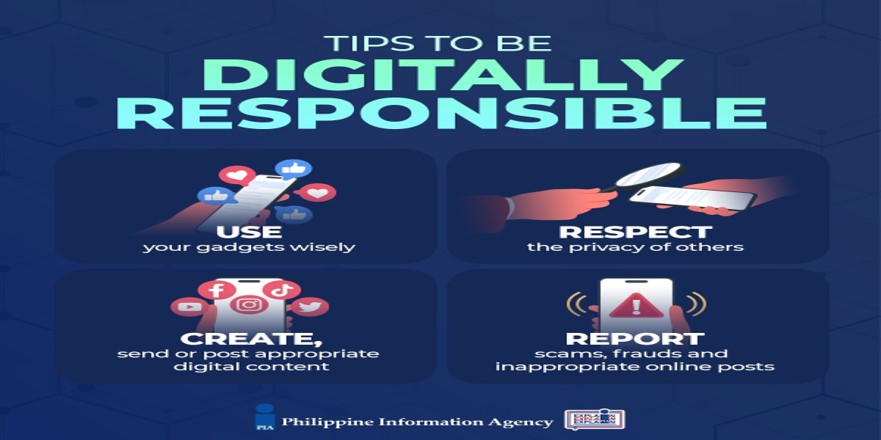 TIPS TO BE
DIGITALLY
RESPONSIBLE
USE
your gadgets wisely
RESPECT
the privacy of others
CREATE,
send or post appropriate
digital content
REPORT
scams, frauds and
inappropriate online posts
PIA
Philippine Information Agency